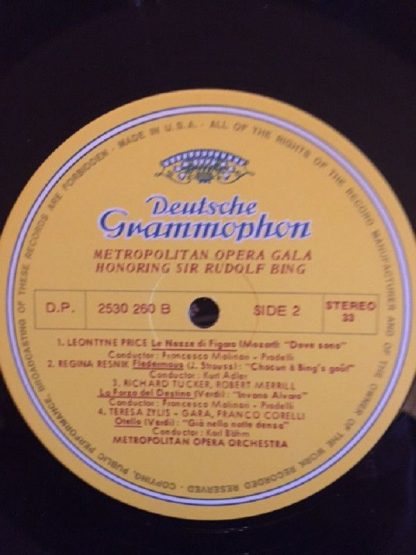 MADE IN U.S.A. - ALL OF THE RIGHTS OF THE RECORD MANUFACTURER AND OF THE OWNER OF THE WORK RECORDED RESERVED - COPYING, PUBLIC PERFORMANCE, BROADCASTING OF THESE RECORDS ARE FORBIDDEN -
Deutsche
Grammophon
METROPOLITAN OPERA GALA
HONORING SIR RUDOLF BING
D.P. 2530 260 B SIDE 2 STEREO
33
1. LEONTYNE PRICE Le Nozze di Figaro (Mozart) "Dove sono"
Conductor: Francesco Molinari - Pradelli
2. REGINA RESNIK Fledermaus (J. Strauss): "Chacun à Bing's goût"
Conductor: Kurt Adler
3. RICHARD TUCKER, ROBERT MERRILL
La Forza del Destino (Verdi): "Invano Alvaro"
Conductor: Francesco Molinari - Pradelli
4. TERESA ZYLIS - GARA, FRANCO CORELLI
Otello (Verdi): "Già nella notte densa"
Conductor: Karl Böhm
METROPOLITAN OPERA ORCHESTRA